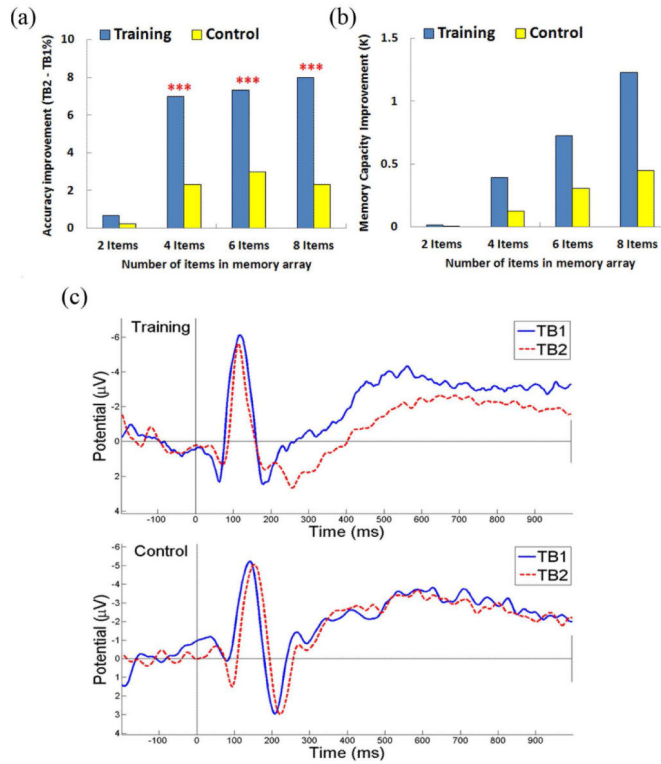 (a)
Training Control
Accuracy improvement (TB2 - TB1%)
10
8
6
4
2
0
***
***
***
2 Items 4 Items 6 Items 8 Items
Number of items in memory array
(b)
Training Control
Memory Capacity Improvement (K)
1.5
1
0.5
0
2 Items 4 Items 6 Items 8 Items
Number of items in memory array
(c)
Training
TB1
TB2
Potential (µV)
-6
-4
-2
0
2
4
-100 0 100 200 300 400 500 600 700 800 900
Time (ms)
Control
TB1
TB2
Potential (µV)
-6
-5
-4
-3
-2
-1
0
1
2
3
4
-100 0 100 200 300 400 500 600 700 800 900
Time (ms)